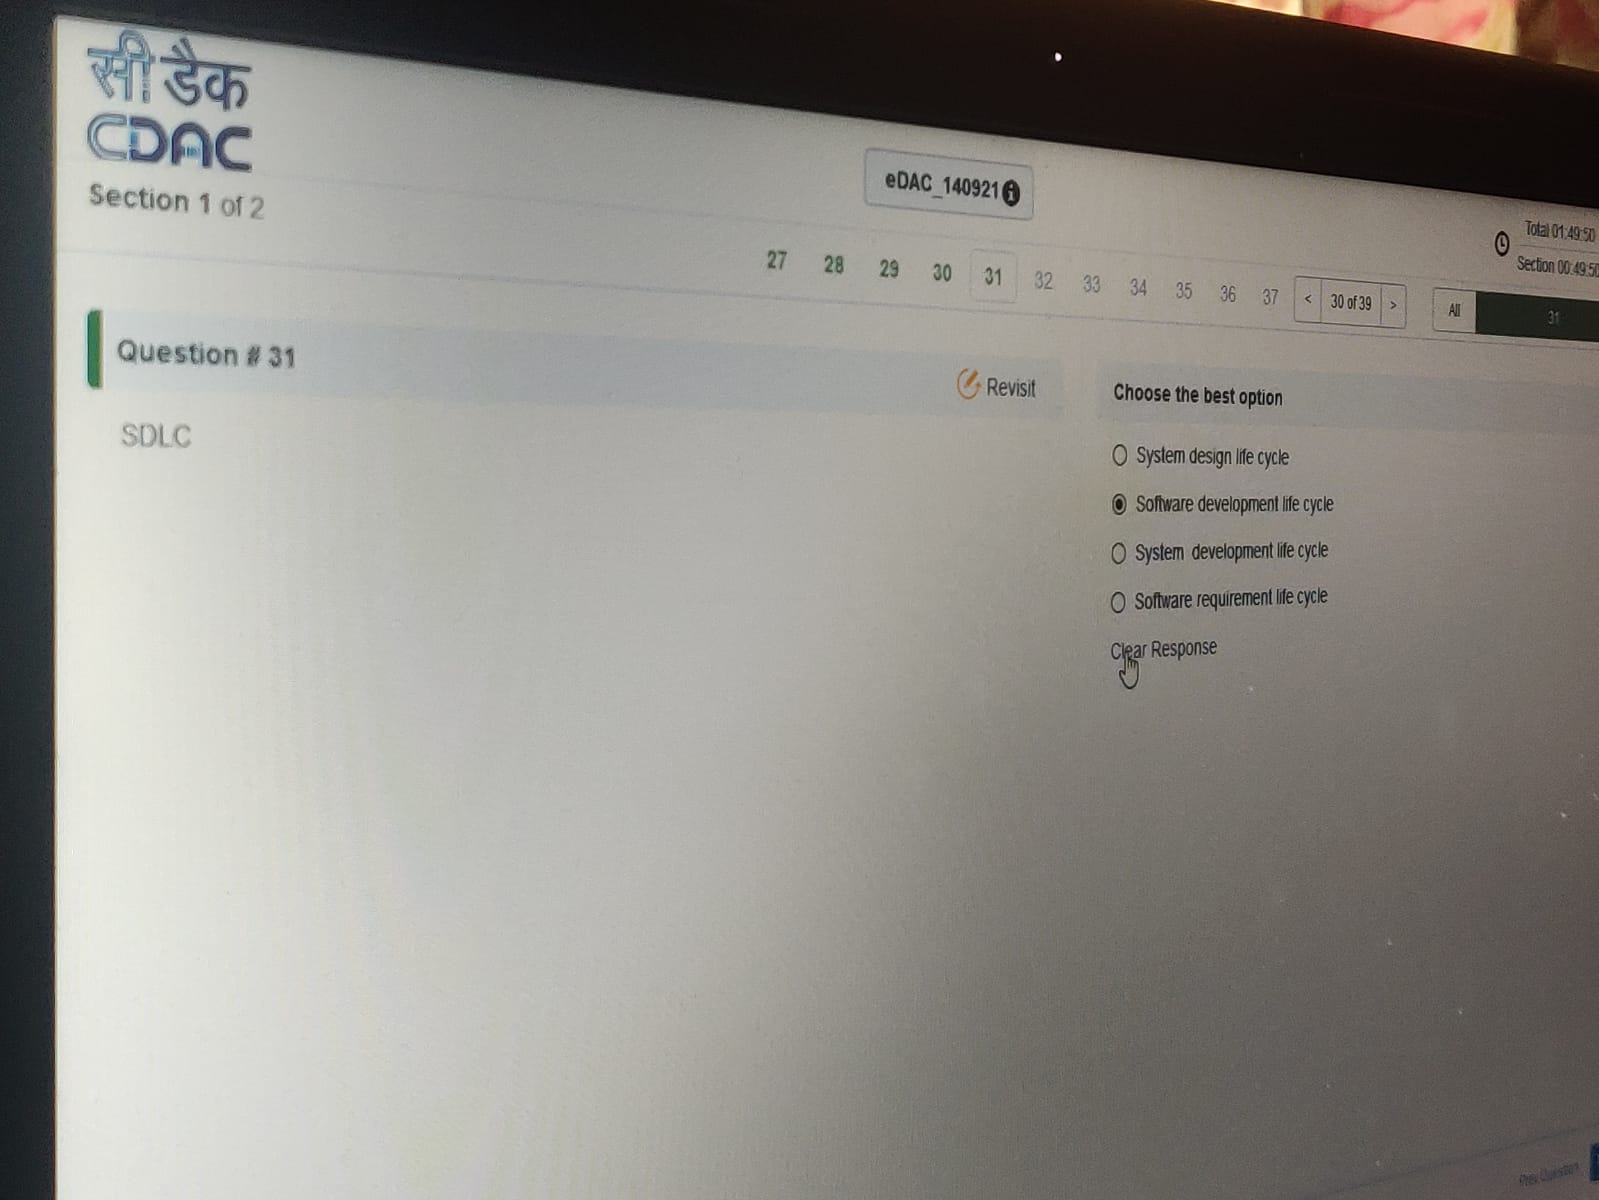 सी डैक
CDAC
Section 1 of 2
eDAC_140921
Total 01:49:50
Section 00:49:50
27 28 29 30 31 32 33 34 35 36 37 < 30 of 39 > All 31
Question # 31
Revisit
SDLC
Choose the best option
System design life cycle
Software development life cycle
System development life cycle
Software requirement life cycle
Clear Response
Prev Question